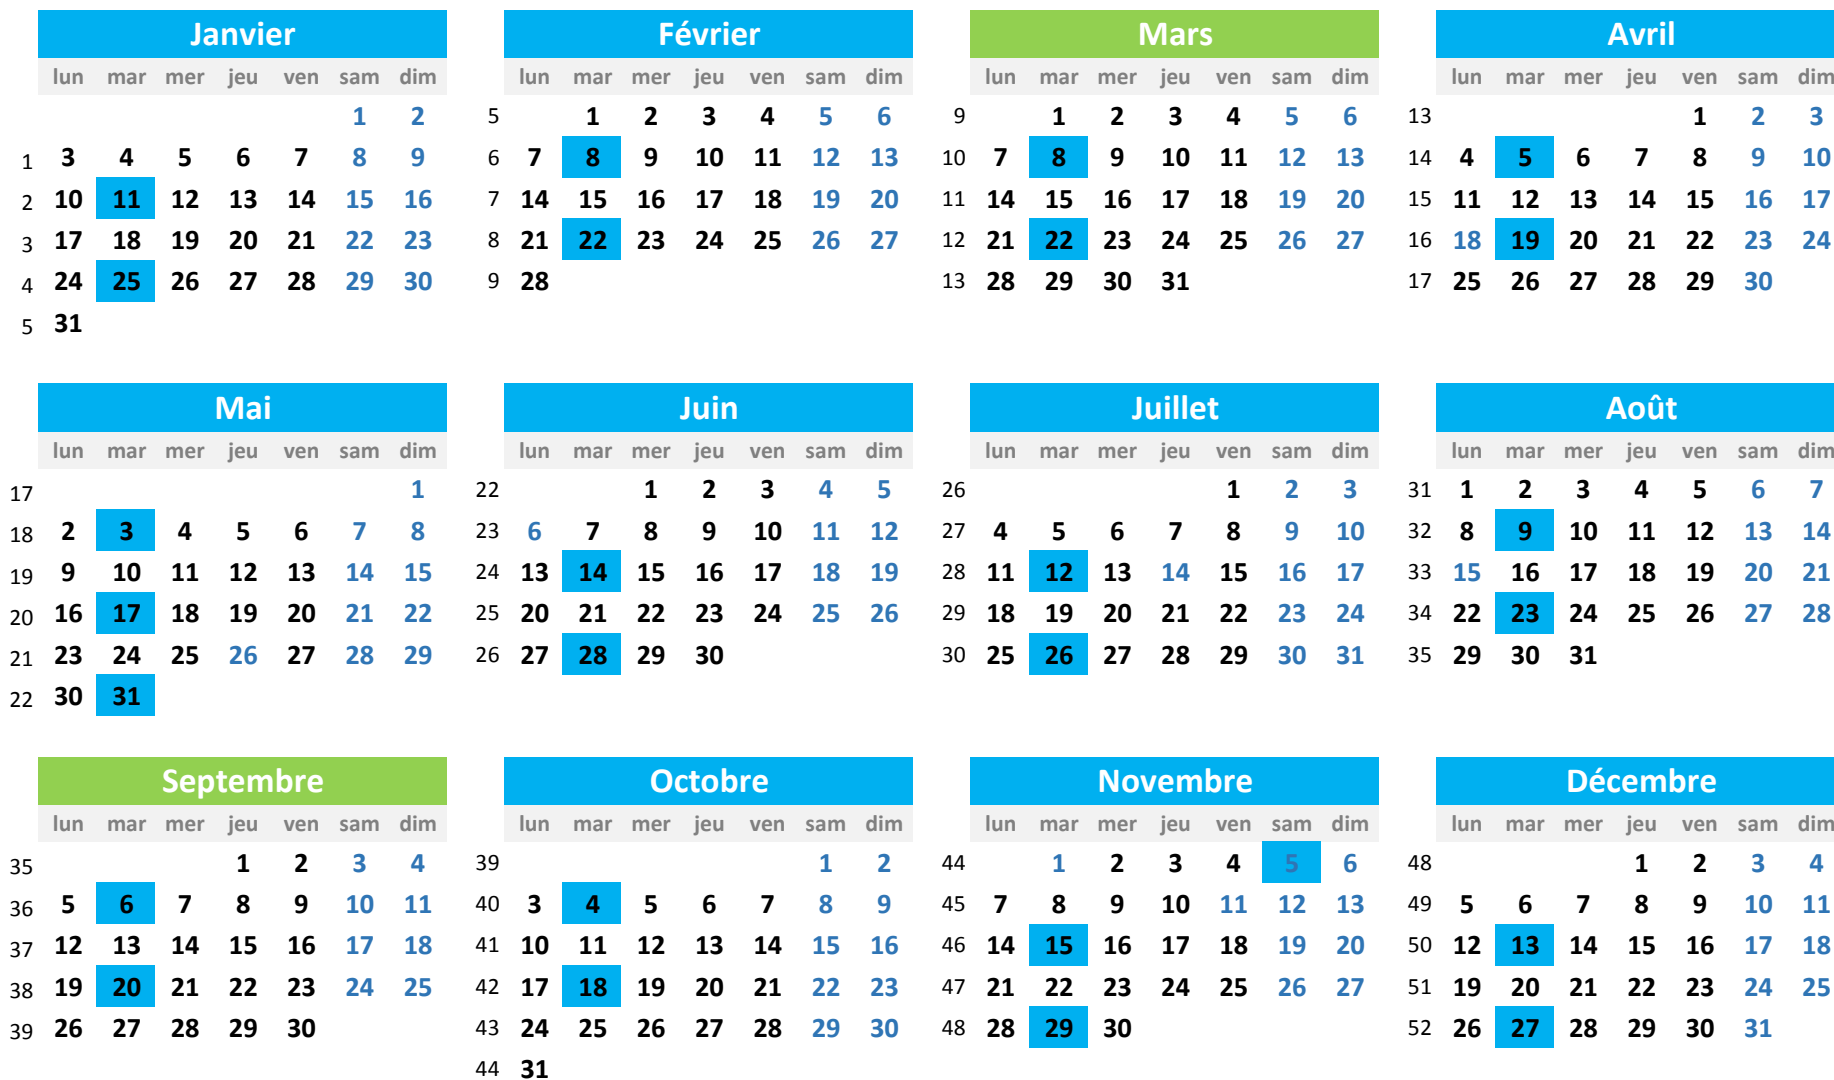 Janvier Février Mars Avril
lun mar mer jeu ven sam dim lun mar mer jeu ven sam dim lun mar mer jeu ven sam dim lun mar mer jeu ven sam dim
1 2 5 1 2 3 4 5 6 9 1 2 3 4 5 6 13 1 2 3
1 3 4 5 6 7 8 9 6 7 8 9 10 11 12 13 10 7 8 9 10 11 12 13 14 4 5 6 7 8 9 10
2 10 11 12 13 14 15 16 7 14 15 16 17 18 19 20 11 14 15 16 17 18 19 20 15 11 12 13 14 15 16 17
3 17 18 19 20 21 22 23 8 21 22 23 24 25 26 27 12 21 22 23 24 25 26 27 16 18 19 20 21 22 23 24
4 24 25 26 27 28 29 30 9 28 13 28 29 30 31 17 25 26 27 28 29 30
5 31
Mai Juin Juillet Août
lun mar mer jeu ven sam dim lun mar mer jeu ven sam dim lun mar mer jeu ven sam dim lun mar mer jeu ven sam dim
17 1 22 1 2 3 4 5 26 1 2 3 31 1 2 3 4 5 6 7
18 2 3 4 5 6 7 8 23 6 7 8 9 10 11 12 27 4 5 6 7 8 9 10 32 8 9 10 11 12 13 14
19 9 10 11 12 13 14 15 24 13 14 15 16 17 18 19 28 11 12 13 14 15 16 17 33 15 16 17 18 19 20 21
20 16 17 18 19 20 21 22 25 20 21 22 23 24 25 26 29 18 19 20 21 22 23 24 34 22 23 24 25 26 27 28
21 23 24 25 26 27 28 29 26 27 28 29 30 30 25 26 27 28 29 30 31 35 29 30 31
22 30 31
Septembre Octobre Novembre Décembre
lun mar mer jeu ven sam dim lun mar mer jeu ven sam dim lun mar mer jeu ven sam dim lun mar mer jeu ven sam dim
35 1 2 3 4 39 1 2 44 1 2 3 4 5 6 48 1 2 3 4
36 5 6 7 8 9 10 11 40 3 4 5 6 7 8 9 45 7 8 9 10 11 12 13 49 5 6 7 8 9 10 11
37 12 13 14 15 16 17 18 41 10 11 12 13 14 15 16 46 14 15 16 17 18 19 20 50 12 13 14 15 16 17 18
38 19 20 21 22 23 24 25 42 17 18 19 20 21 22 23 47 21 22 23 24 25 26 27 51 19 20 21 22 23 24 25
39 26 27 28 29 30 43 24 25 26 27 28 29 30 48 28 29 30 52 26 27 28 29 30 31
44 31